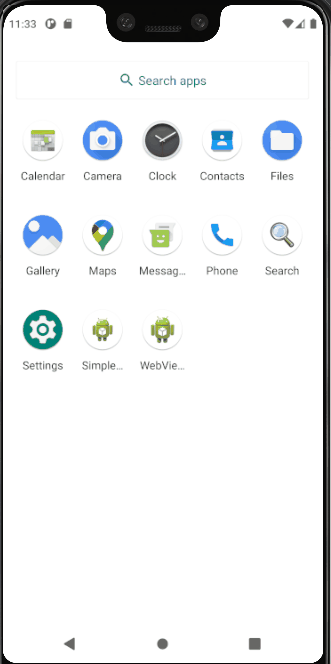 11:33
Search apps
Calendar Camera Clock Contacts Files
Gallery Maps Messag... Phone Search
Settings Simple... WebVie...